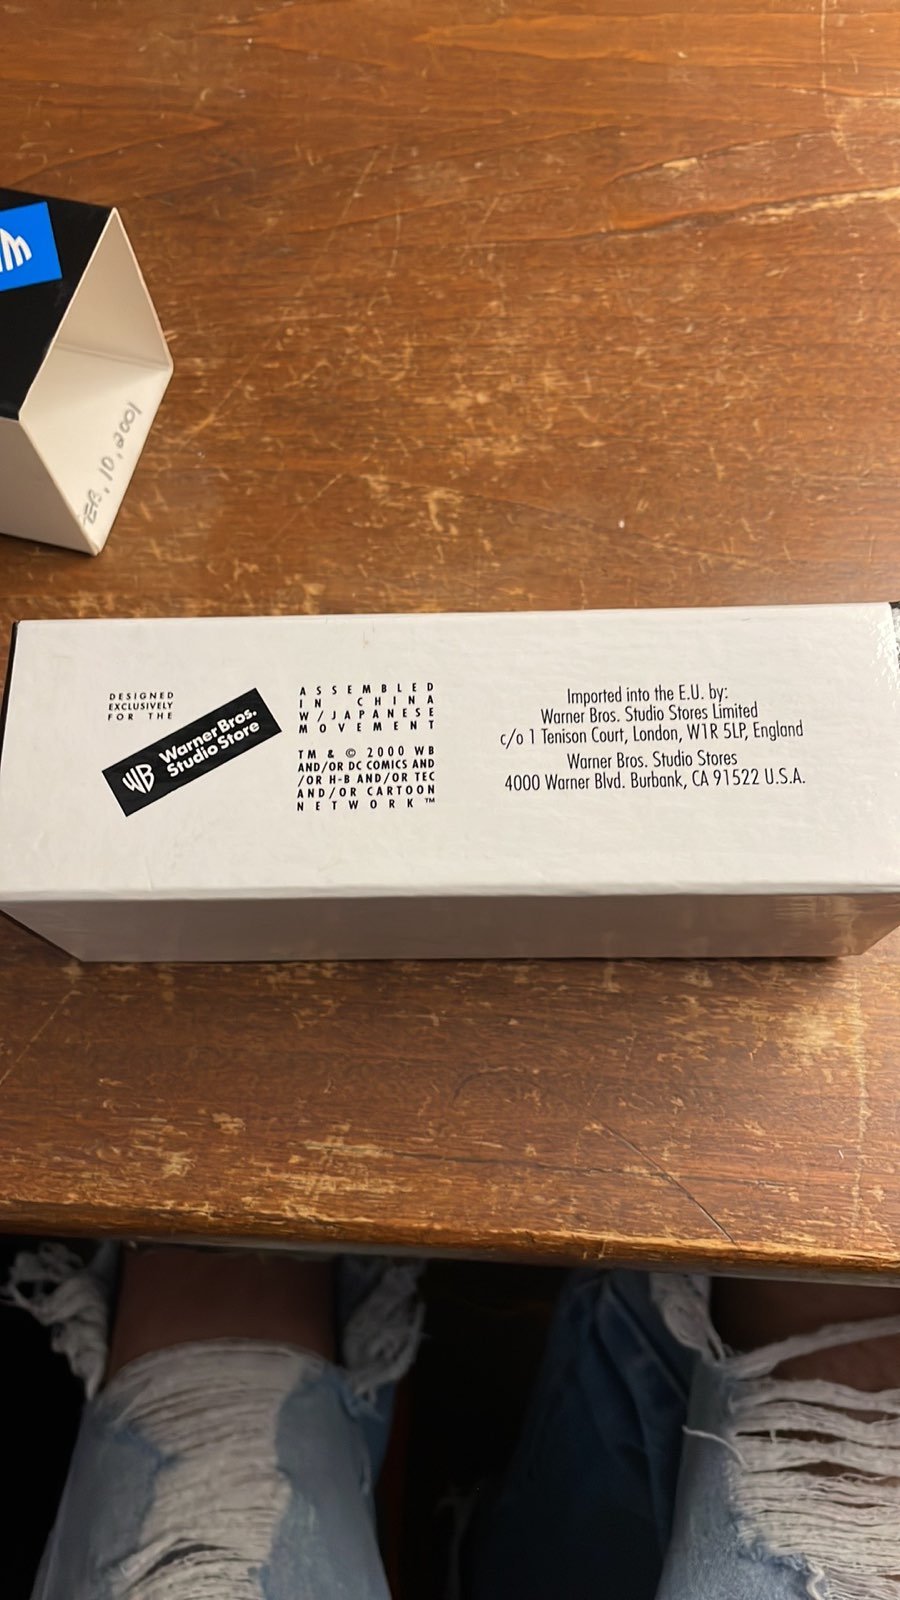 EB. 10, 2001
DESIGNED
EXCLUSIVELY
FOR THE
WB Warner Bros.
Studio Store
ASSEMBLED
IN CHINA
W/JAPANESE
MOVEMENT
TM & © 2000 WB
AND/OR DC COMICS AND
/OR H-B AND/OR TEC
AND/OR CARTOON
NETWORK™
Imported into the E.U. by:
Warner Bros. Studio Stores Limited
c/o 1 Tenison Court, London, W1R 5LP, England
Warner Bros. Studio Stores
4000 Warner Blvd. Burbank, CA 91522 U.S.A.